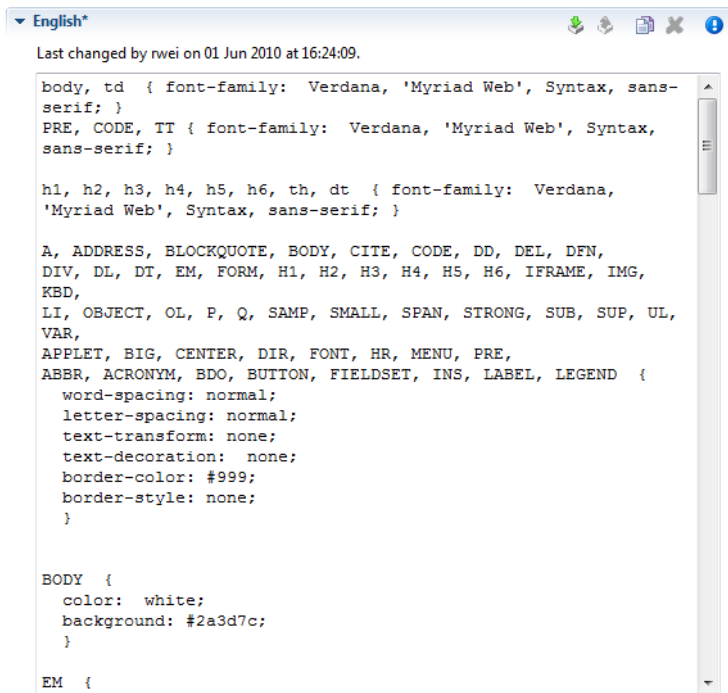 English*
Last changed by rwei on 01 Jun 2010 at 16:24:09.
body, td  { font-family:  Verdana, 'Myriad Web', Syntax, sans-
serif; }
PRE, CODE, TT { font-family:  Verdana, 'Myriad Web', Syntax,
sans-serif; }

h1, h2, h3, h4, h5, h6, th, dt  { font-family:  Verdana,
'Myriad Web', Syntax, sans-serif; }

A, ADDRESS, BLOCKQUOTE, BODY, CITE, CODE, DD, DEL, DFN,
DIV, DL, DT, EM, FORM, H1, H2, H3, H4, H5, H6, IFRAME, IMG,
KBD,
LI, OBJECT, OL, P, Q, SAMP, SMALL, SPAN, STRONG, SUB, SUP, UL,
VAR,
APPLET, BIG, CENTER, DIR, FONT, HR, MENU, PRE,
ABBR, ACRONYM, BDO, BUTTON, FIELDSET, INS, LABEL, LEGEND  {
  word-spacing: normal;
  letter-spacing: normal;
  text-transform: none;
  text-decoration:  none;
  border-color: #999;
  border-style: none;
  }

BODY  {
  color:  white;
  background: #2a3d7c;
  }

EM  {